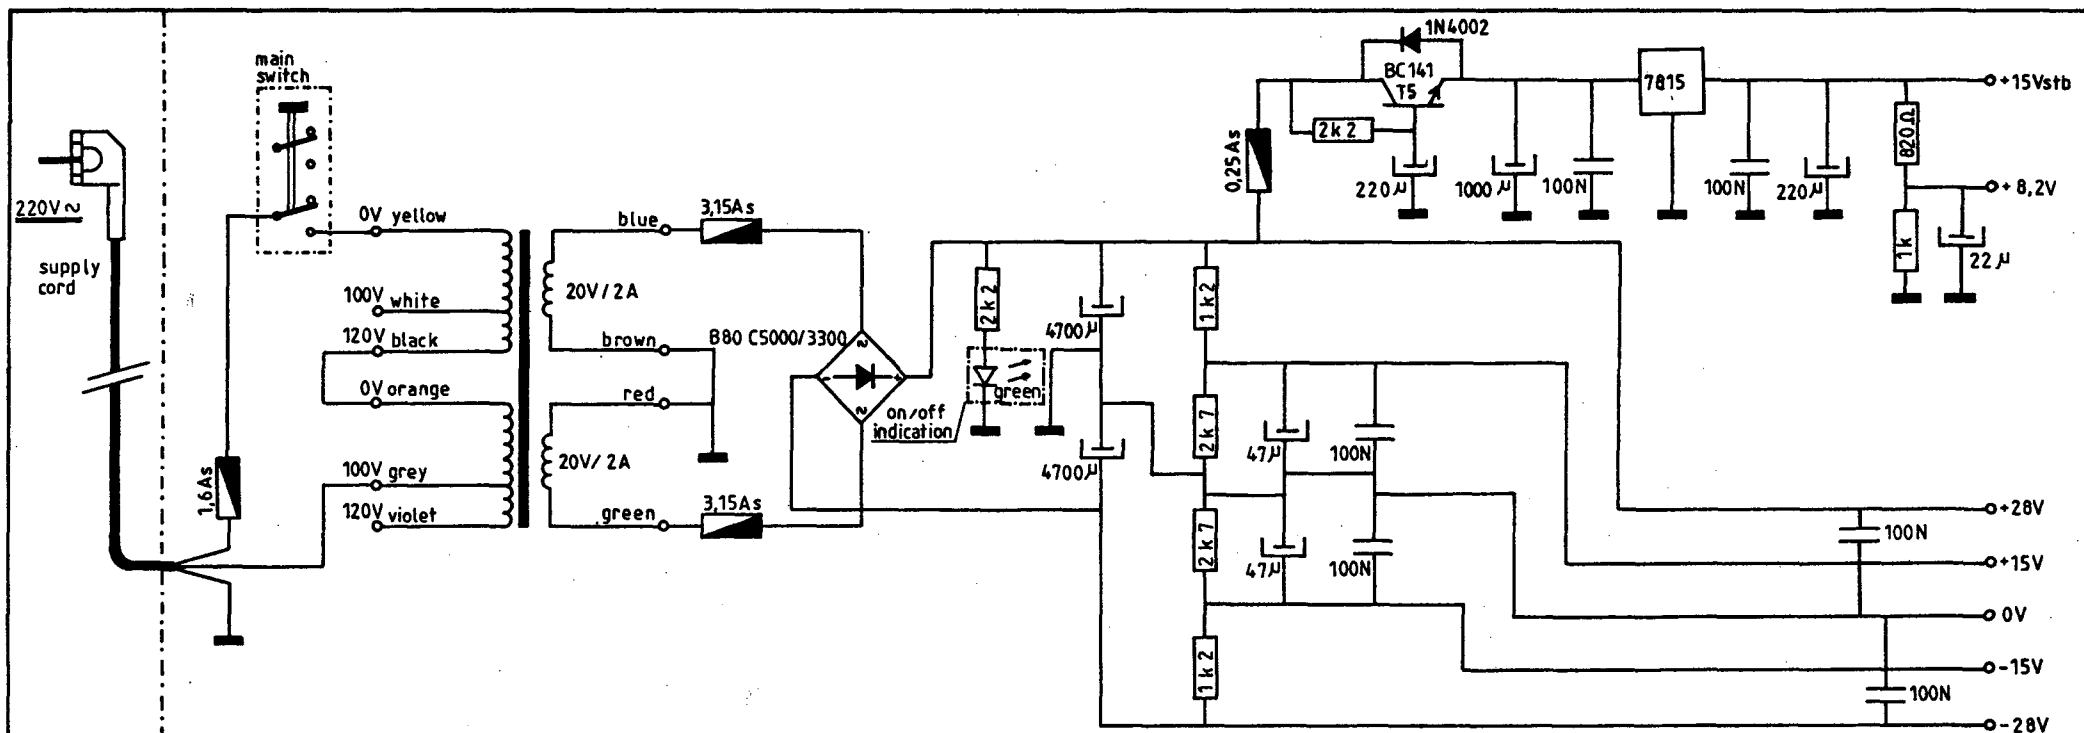 main
switch
220V ≈
supply
cord
1,6As
0V yellow
100V white
120V black
0V orange
100V grey
120V violet
20V/2A
20V/2A
blue
brown
red
green
3,15As
3,15As
B80 C5000/3300
~
~
-
+
on/off
indication
2k2
green
4700µ
4700µ
1k2
2k7
2k7
1k2
47µ
47µ
100N
100N
0,25As
1N4002
BC141
T5
2k2
220µ
1000µ
100N
7815
100N
220µ
820Ω
1k
22µ
+15Vstb
+8,2V
100N
100N
+28V
+15V
0V
-15V
-28V